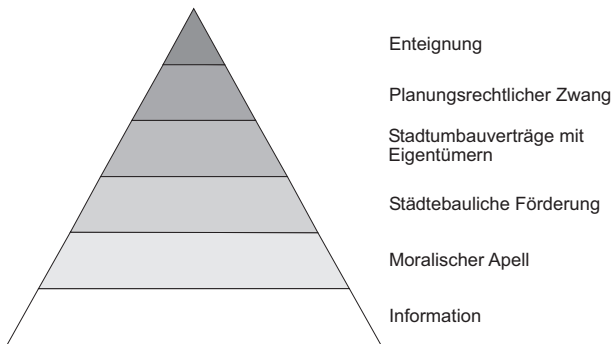 Enteignung
Planungsrechtlicher Zwang
Stadtumbauverträge mit
Eigentümern
Städtebauliche Förderung
Moralischer Apell
Information